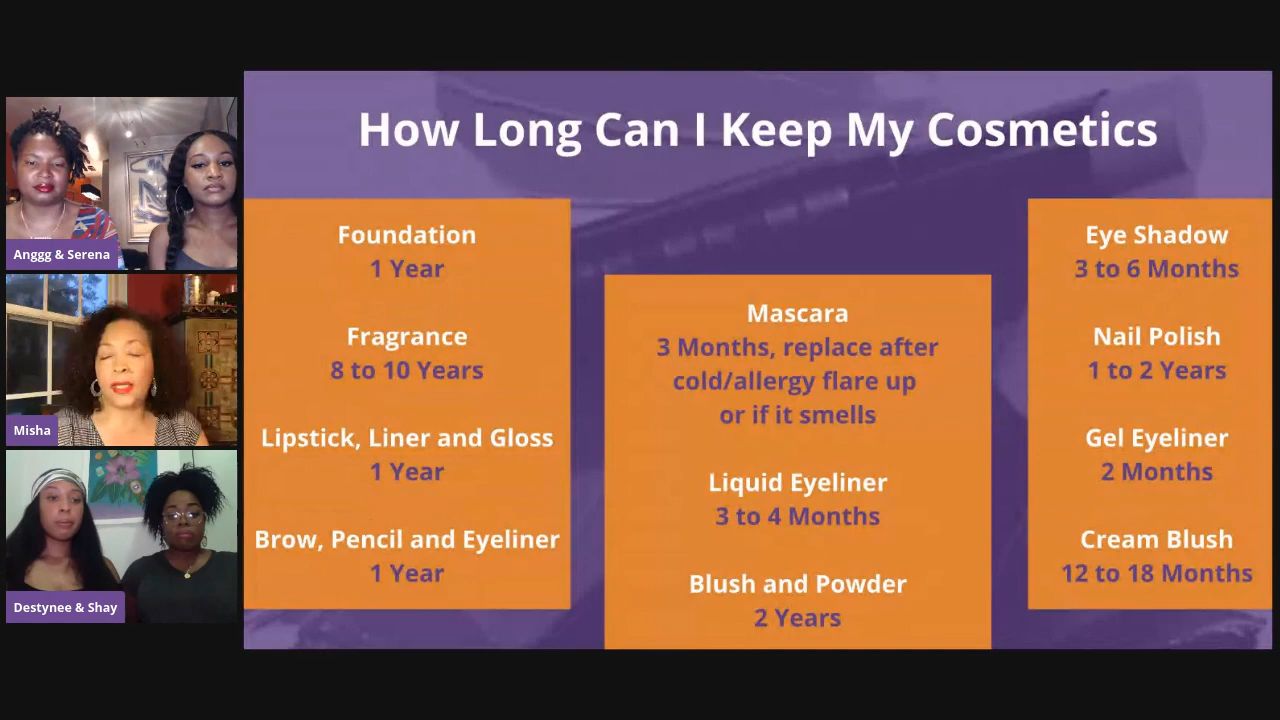 How Long Can I Keep My Cosmetics
Foundation
1 Year
Fragrance
8 to 10 Years
Lipstick, Liner and Gloss
1 Year
Brow, Pencil and Eyeliner
1 Year
Mascara
3 Months, replace after
cold/allergy flare up
or if it smells
Liquid Eyeliner
3 to 4 Months
Blush and Powder
2 Years
Eye Shadow
3 to 6 Months
Nail Polish
1 to 2 Years
Gel Eyeliner
2 Months
Cream Blush
12 to 18 Months
Anggg & Serena
Misha
Destynee & Shay